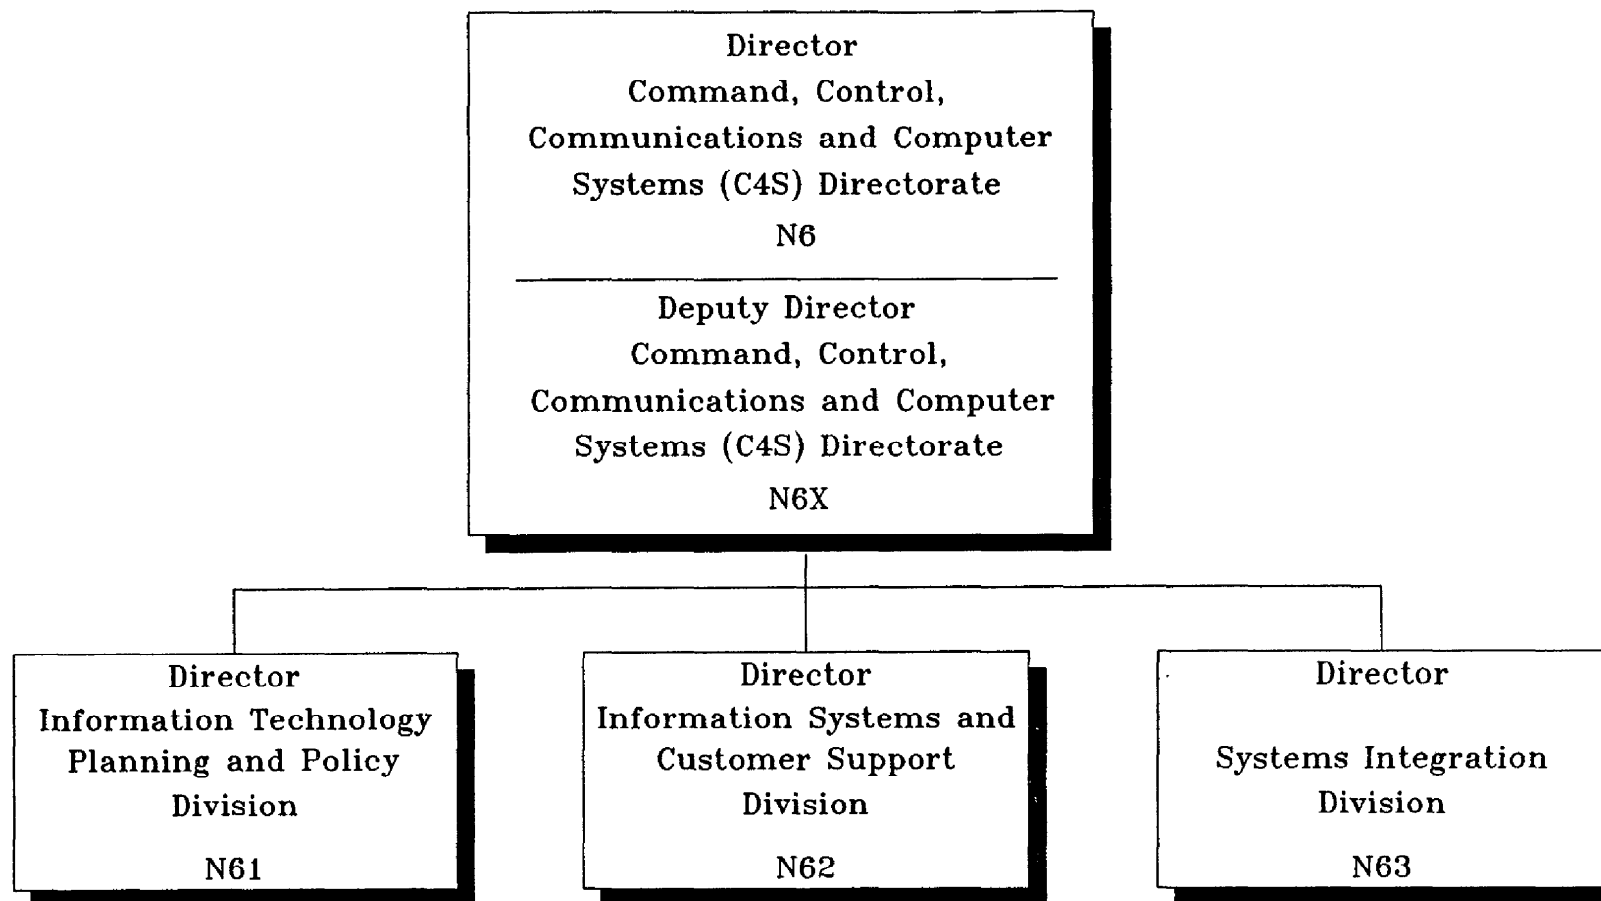 Director
Command, Control,
Communications and Computer
Systems (C4S) Directorate
N6
Deputy Director
Command, Control,
Communications and Computer
Systems (C4S) Directorate
N6X
Director
Information Technology
Planning and Policy
Division
N61
Director
Information Systems and
Customer Support
Division
N62
Director
Systems Integration
Division
N63